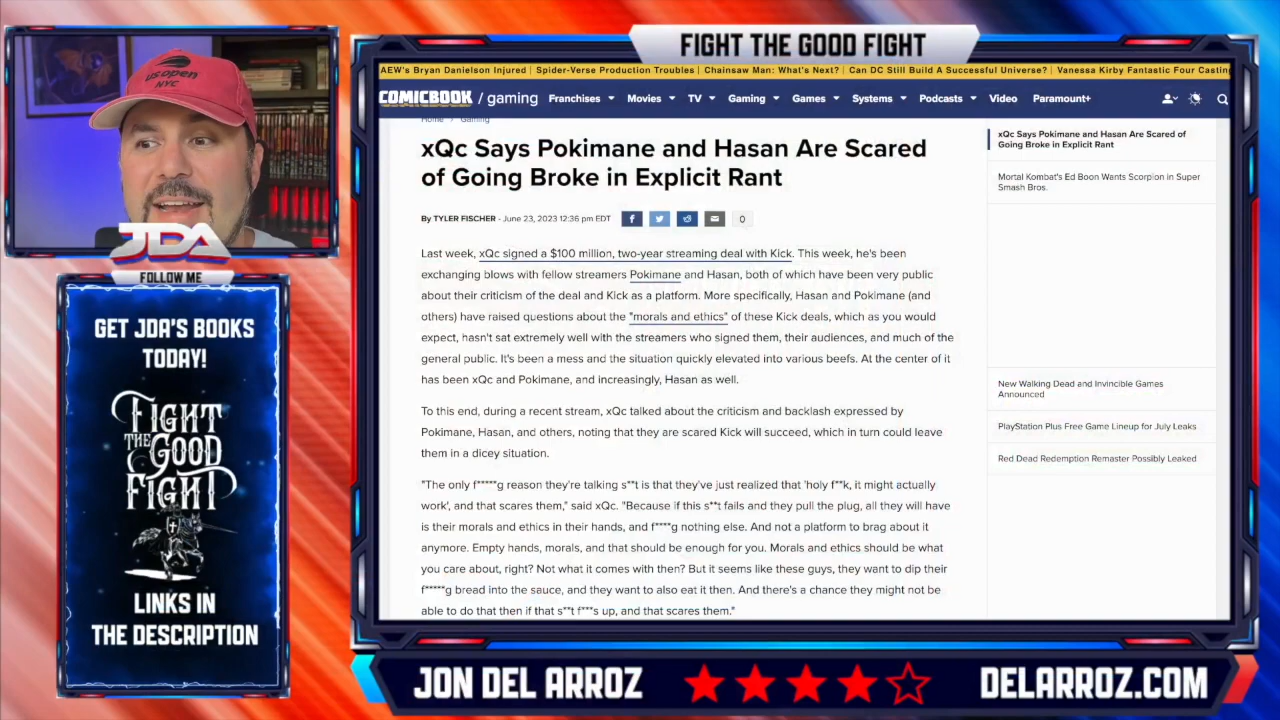 us open
NYC
JDA
FOLLOW ME
GET JDA'S BOOKS
TODAY!
FIGHT
THE GOOD
FIGHT
LINKS IN
THE DESCRIPTION
FIGHT THE GOOD FIGHT
AEW's Bryan Danielson Injured | Spider-Verse Production Troubles | Chainsaw Man: What's Next? | Can DC Still Build A Successful Universe? | Vanessa Kirby Fantastic Four Casting
COMICBOOK / gaming Franchises Movies TV Gaming Games Systems Podcasts Video Paramount+
Home / Gaming
xQc Says Pokimane and Hasan Are Scared
of Going Broke in Explicit Rant
By TYLER FISCHER - June 23, 2023 12:36 pm EDT 0
Last week, xQc signed a $100 million, two-year streaming deal with Kick. This week, he's been
exchanging blows with fellow streamers Pokimane and Hasan, both of which have been very public
about their criticism of the deal and Kick as a platform. More specifically, Hasan and Pokimane (and
others) have raised questions about the "morals and ethics" of these Kick deals, which as you would
expect, hasn't sat extremely well with the streamers who signed them, their audiences, and much of the
general public. It's been a mess and the situation quickly elevated into various beefs. At the center of it
has been xQc and Pokimane, and increasingly, Hasan as well.
To this end, during a recent stream, xQc talked about the criticism and backlash expressed by
Pokimane, Hasan, and others, noting that they are scared Kick will succeed, which in turn could leave
them in a dicey situation.
"The only f*****g reason they're talking s**t is that they've just realized that 'holy f**k, it might actually
work', and that scares them," said xQc. "Because if this s**t fails and they pull the plug, all they will have
is their morals and ethics in their hands, and f****g nothing else. And not a platform to brag about it
anymore. Empty hands, morals, and that should be enough for you. Morals and ethics should be what
you care about, right? Not what it comes with then? But it seems like these guys, they want to dip their
f*****g bread into the sauce, and they want to also eat it then. And there's a chance they might not be
able to do that then if that s**t f***s up, and that scares them."
xQc Says Pokimane and Hasan Are Scared of
Going Broke in Explicit Rant
Mortal Kombat's Ed Boon Wants Scorpion in Super
Smash Bros.
New Walking Dead and Invincible Games
Announced
PlayStation Plus Free Game Lineup for July Leaks
Red Dead Redemption Remaster Possibly Leaked
JON DEL ARROZ
DELARROZ.COM